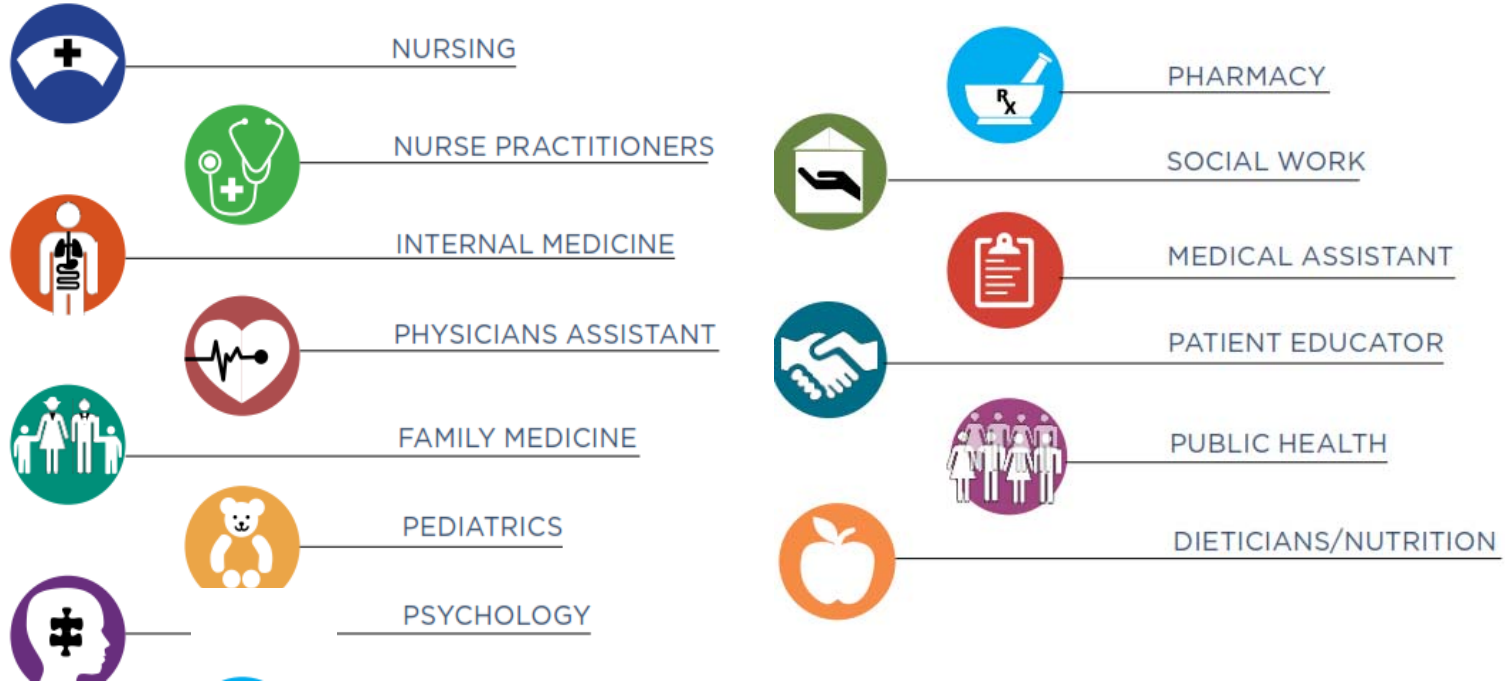 NURSING
NURSE PRACTITIONERS
INTERNAL MEDICINE
PHYSICIANS ASSISTANT
FAMILY MEDICINE
PEDIATRICS
PSYCHOLOGY
PHARMACY
Rx
SOCIAL WORK
MEDICAL ASSISTANT
PATIENT EDUCATOR
PUBLIC HEALTH
DIETICIANS/NUTRITION